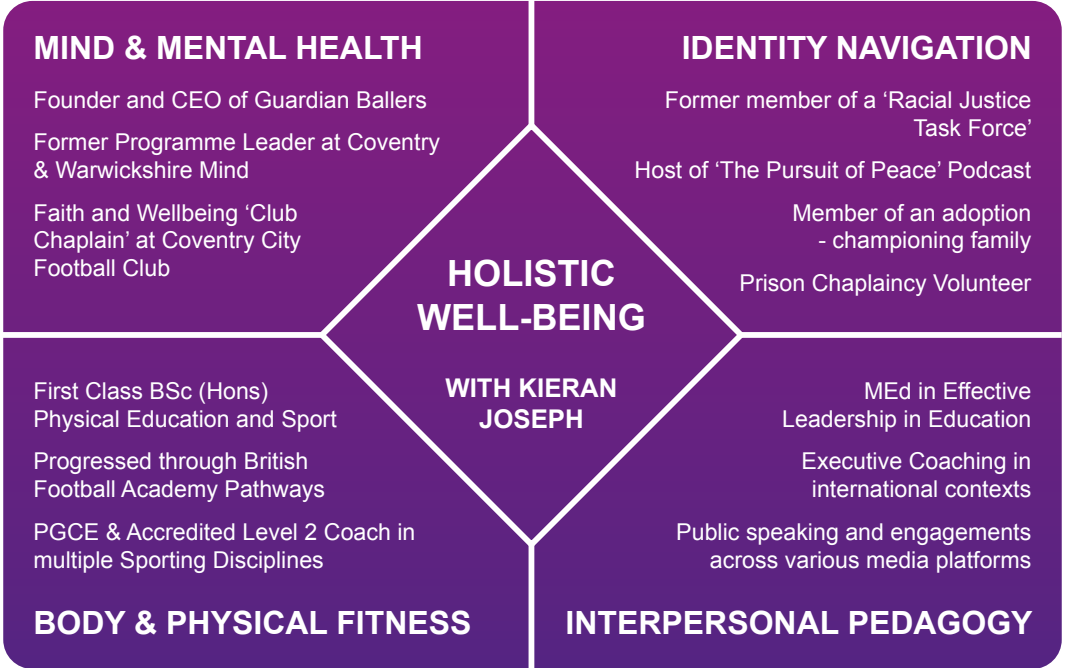 MIND & MENTAL HEALTH
Founder and CEO of Guardian Ballers
Former Programme Leader at Coventry
& Warwickshire Mind
Faith and Wellbeing ‘Club
Chaplain’ at Coventry City
Football Club
IDENTITY NAVIGATION
Former member of a ‘Racial Justice
Task Force’
Host of ‘The Pursuit of Peace’ Podcast
Member of an adoption
- championing family
Prison Chaplaincy Volunteer
HOLISTIC
WELL-BEING
WITH KIERAN
JOSEPH
First Class BSc (Hons)
Physical Education and Sport
Progressed through British
Football Academy Pathways
PGCE & Accredited Level 2 Coach in
multiple Sporting Disciplines
BODY & PHYSICAL FITNESS
MEd in Effective
Leadership in Education
Executive Coaching in
international contexts
Public speaking and engagements
across various media platforms
INTERPERSONAL PEDAGOGY